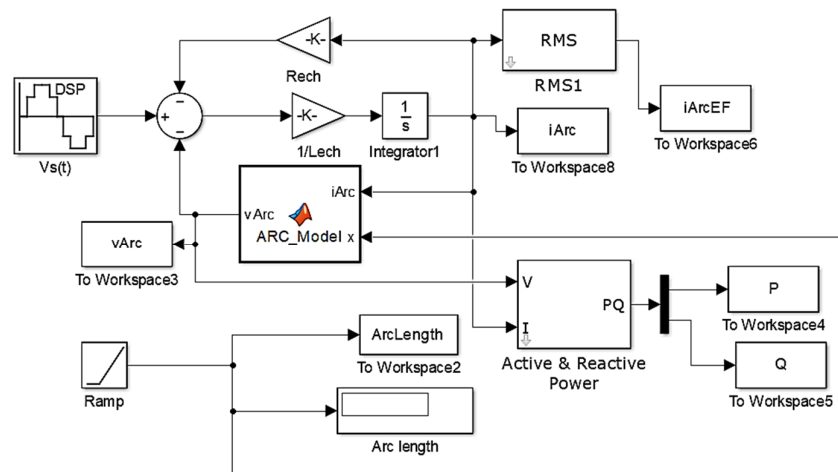 -K-
Rech
RMS
RMS1
DSP
Vs(t)
+
−
−
-K-
1/Lech
1
s
Integrator1
iArc
To Workspace8
iArcEF
To Workspace6
vArc
iArc
ARC_Model x
vArc
To Workspace3
V
PQ
I
Active & Reactive
Power
P
To Workspace4
Q
To Workspace5
Ramp
ArcLength
To Workspace2
Arc length